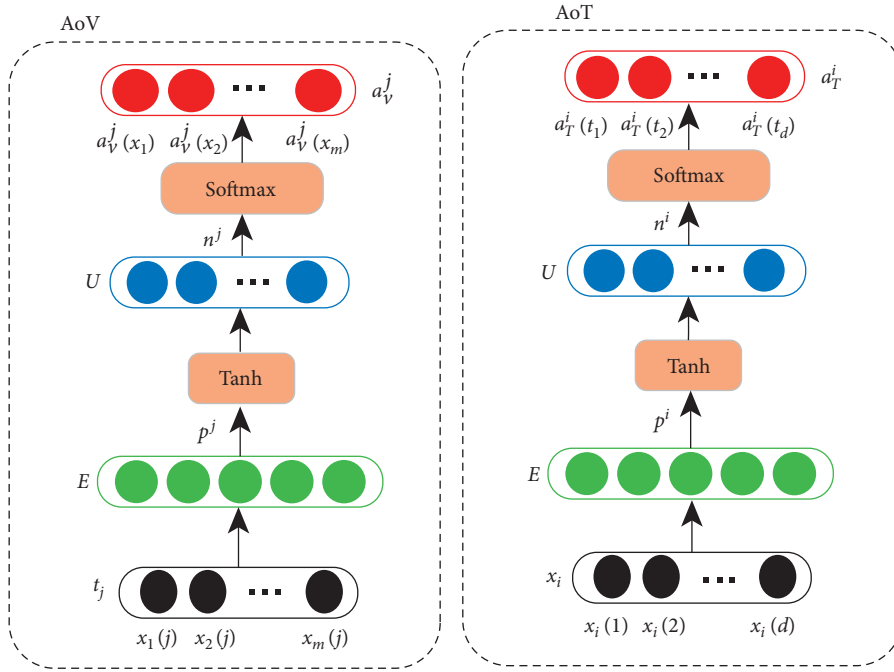 AoV
a_v^j
a_v^j (x_1) a_v^j (x_2) a_v^j (x_m)
Softmax
n^j
U
Tanh
p^j
E
t_j
x_1 (j) x_2 (j) x_m (j)
AoT
a_T^i
a_T^i (t_1) a_T^i (t_2) a_T^i (t_d)
Softmax
n^i
U
Tanh
p^i
E
x_i
x_i (1) x_i (2) x_i (d)